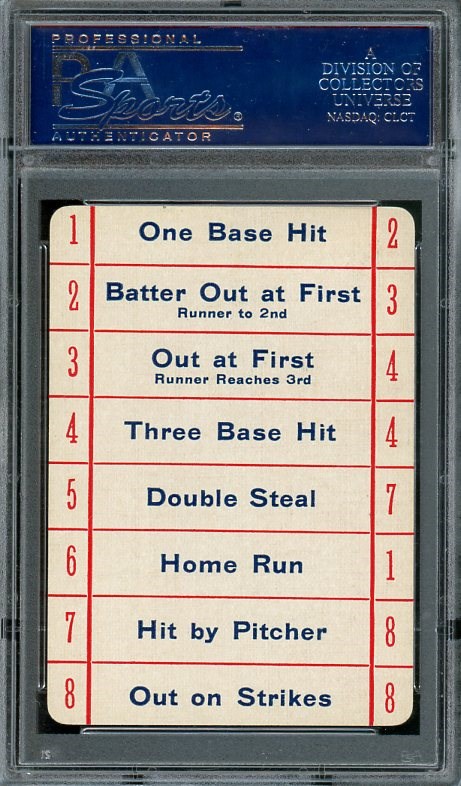 PROFESSIONAL
PSA
Sports®
AUTHENTICATOR
A
DIVISION OF
COLLECTORS
UNIVERSE
NASDAQ: CLCT
1 One Base Hit 2
2 Batter Out at First 3
Runner to 2nd
3 Out at First 4
Runner Reaches 3rd
4 Three Base Hit 4
5 Double Steal 7
6 Home Run 1
7 Hit by Pitcher 8
8 Out on Strikes 8